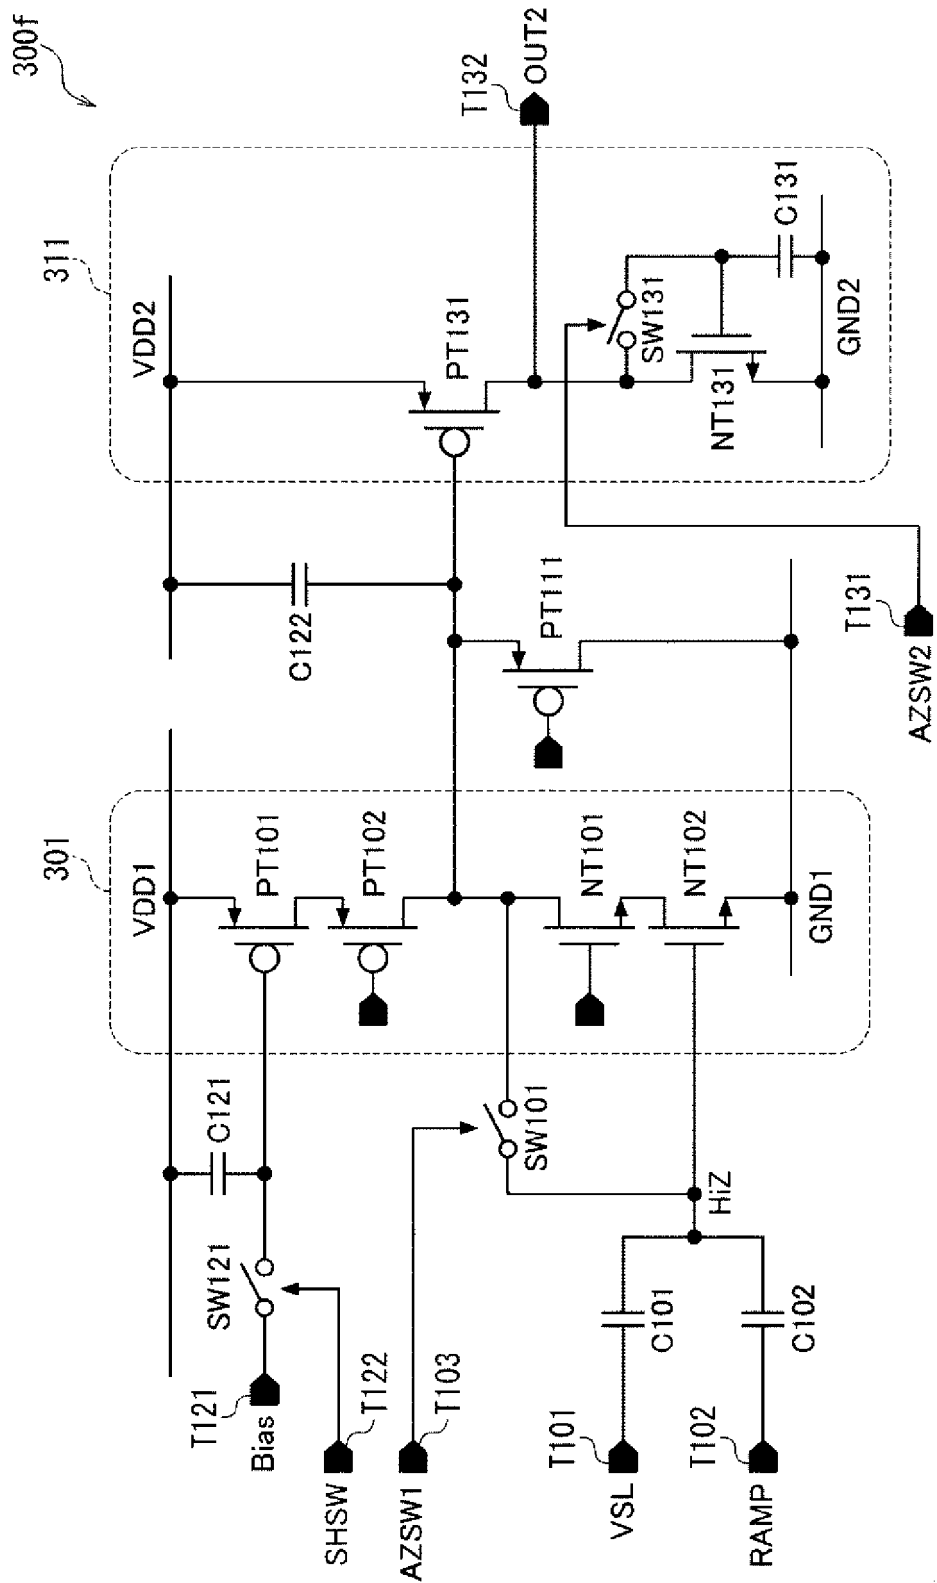 300f
301
311
VDD1
VDD2
T121
Bias
SW121
C121
PT101
PT102
SHSW
T122
AZSW1
T103
SW101
NT101
NT102
HiZ
GND1
T101
VSL
C101
T102
RAMP
C102
C122
PT111
PT131
T132
OUT2
SW131
NT131
C131
GND2
T131
AZSW2